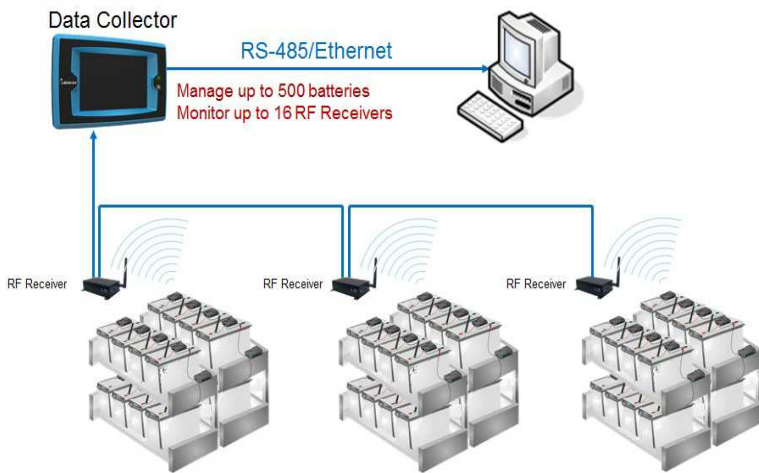 Data Collector
RS-485/Ethernet
Manage up to 500 batteries
Monitor up to 16 RF Receivers
RF Receiver
RF Receiver
RF Receiver